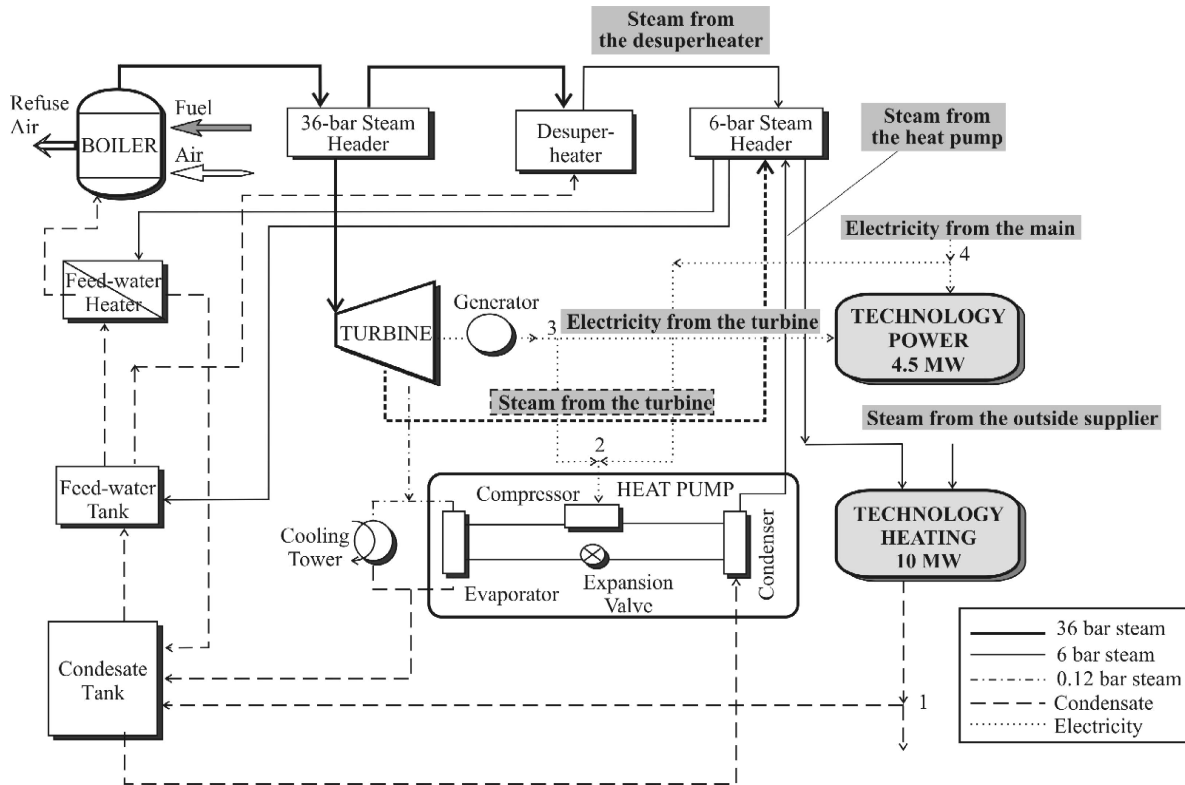 Steam from
the desuperheater
Refuse
Air
BOILER
Fuel
Air
36-bar Steam
Header
Desuper-
heater
6-bar Steam
Header
Steam from
the heat pump
Electricity from the main
4
Feed-water
Heater
TURBINE
Generator
3
Electricity from the turbine
TECHNOLOGY
POWER
4.5 MW
Steam from the turbine
Steam from the outside supplier
2
Feed-water
Tank
Compressor
HEAT PUMP
Cooling
Tower
Evaporator
Expansion
Valve
Condenser
TECHNOLOGY
HEATING
10 MW
Condesate
Tank
1
36 bar steam
6 bar steam
0.12 bar steam
Condensate
Electricity